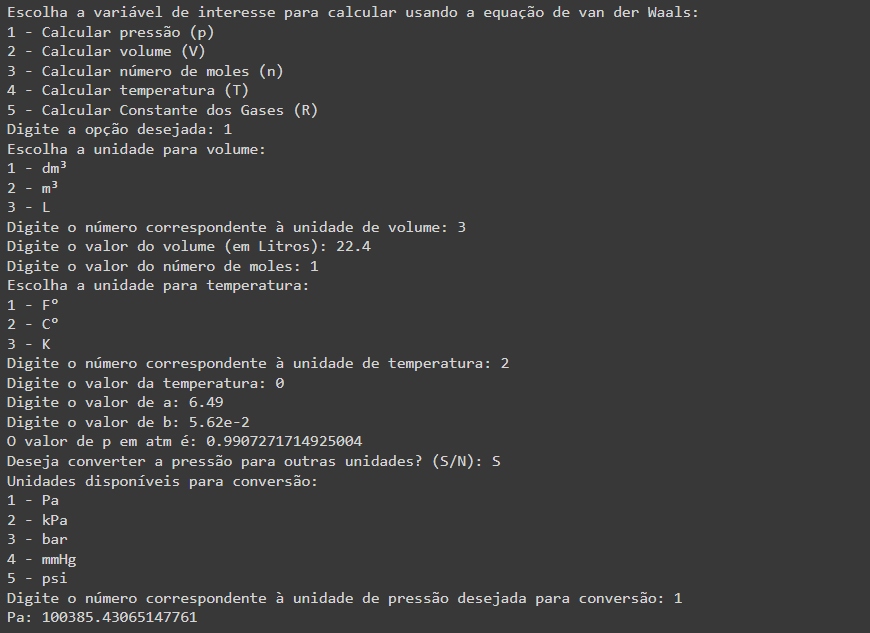 Escolha a variável de interesse para calcular usando a equação de van der Waals:
1 - Calcular pressão (p)
2 - Calcular volume (V)
3 - Calcular número de moles (n)
4 - Calcular temperatura (T)
5 - Calcular Constante dos Gases (R)
Digite a opção desejada: 1
Escolha a unidade para volume:
1 - dm³
2 - m³
3 - L
Digite o número correspondente à unidade de volume: 3
Digite o valor do volume (em Litros): 22.4
Digite o valor do número de moles: 1
Escolha a unidade para temperatura:
1 - Fº
2 - Cº
3 - K
Digite o número correspondente à unidade de temperatura: 2
Digite o valor da temperatura: 0
Digite o valor de a: 6.49
Digite o valor de b: 5.62e-2
O valor de p em atm é: 0.9907271714925004
Deseja converter a pressão para outras unidades? (S/N): S
Unidades disponíveis para conversão:
1 - Pa
2 - kPa
3 - bar
4 - mmHg
5 - psi
Digite o número correspondente à unidade de pressão desejada para conversão: 1
Pa: 100385.43065147761